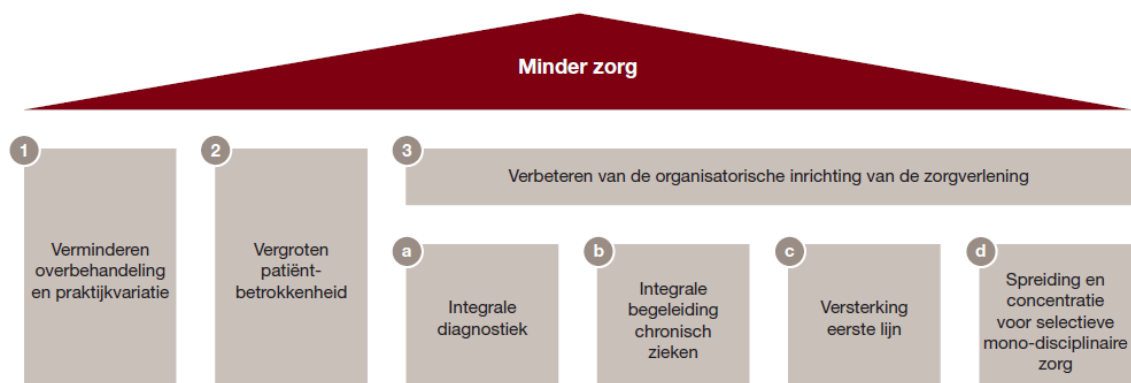 Minder zorg
1
Verminderen
overbehandeling
en praktijkvariatie
2
Vergroten
patiënt-
betrokkenheid
3
Verbeteren van de organisatorische inrichting van de zorgverlening
a
Integrale
diagnostiek
b
Integrale
begeleiding
chronisch
zieken
c
Versterking
eerste lijn
d
Spreiding en
concentratie
voor selectieve
mono-disciplinaire
zorg